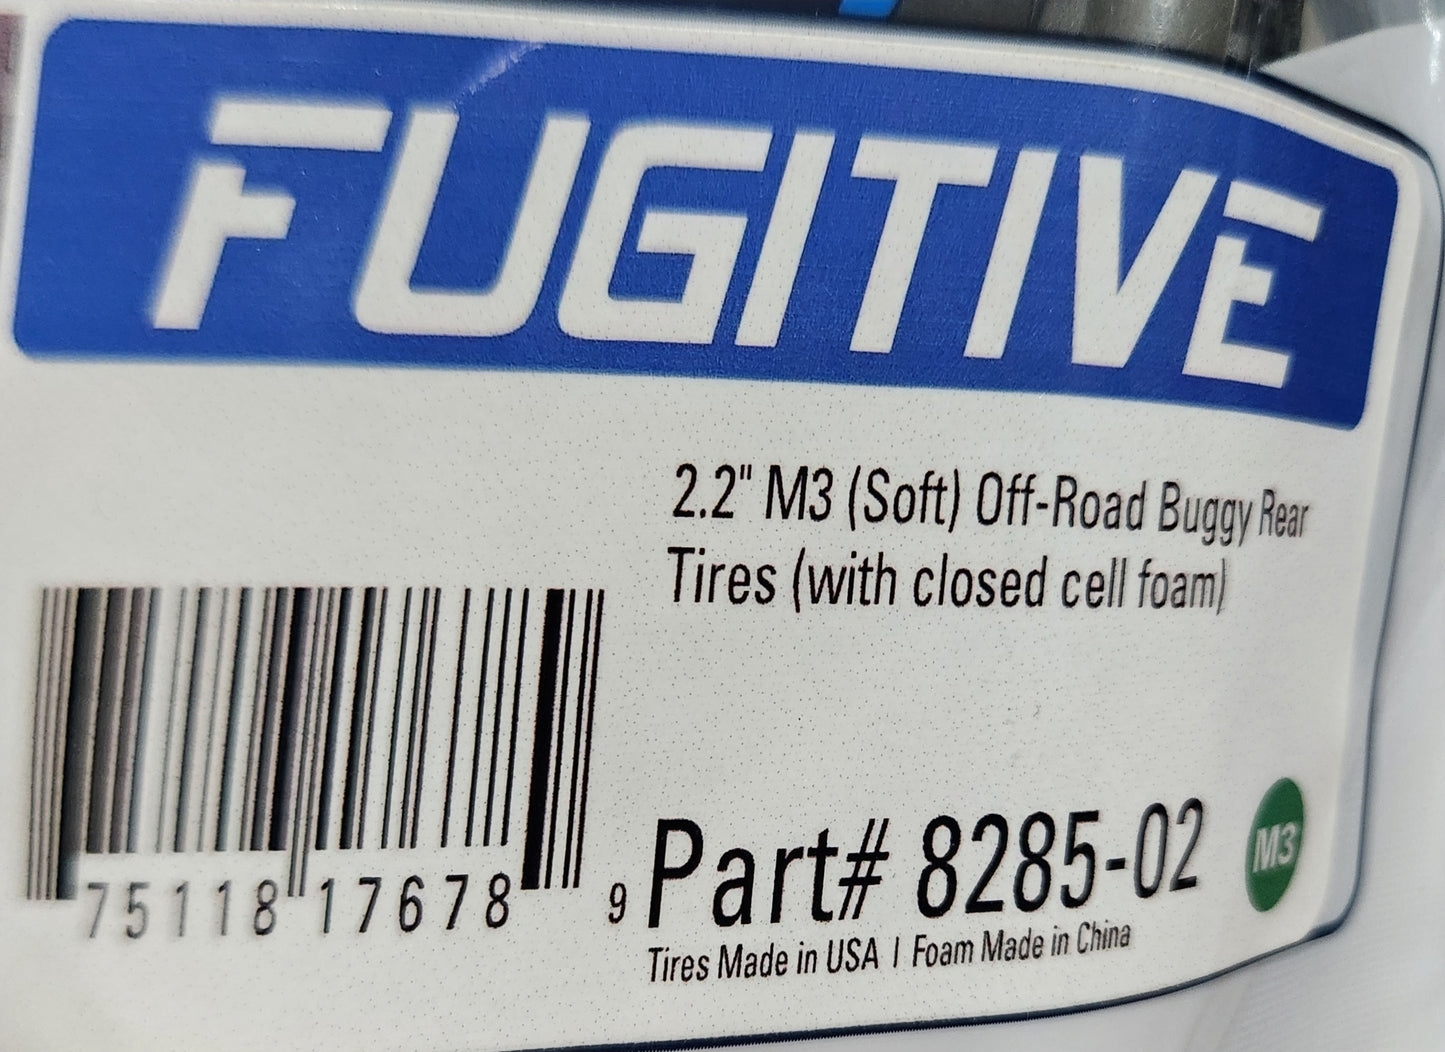 FUGITIVE
2.2" M3 (Soft) Off-Road Buggy Rear
Tires (with closed cell foam)
75118 17678 9
Part# 8285-02
M3
Tires Made in USA | Foam Made in China